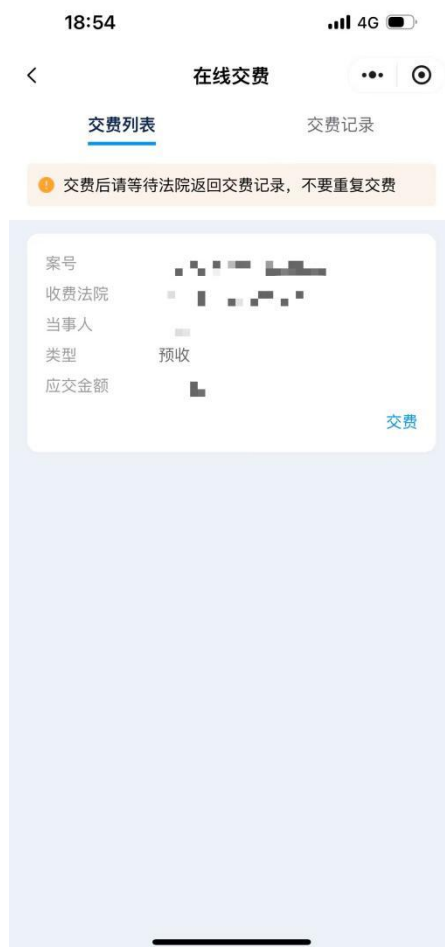 18:54 4G
在线交费
交费列表 交费记录
交费后请等待法院返回交费记录，不要重复交费
案号
收费法院
当事人
类型 预收
应交金额
交费